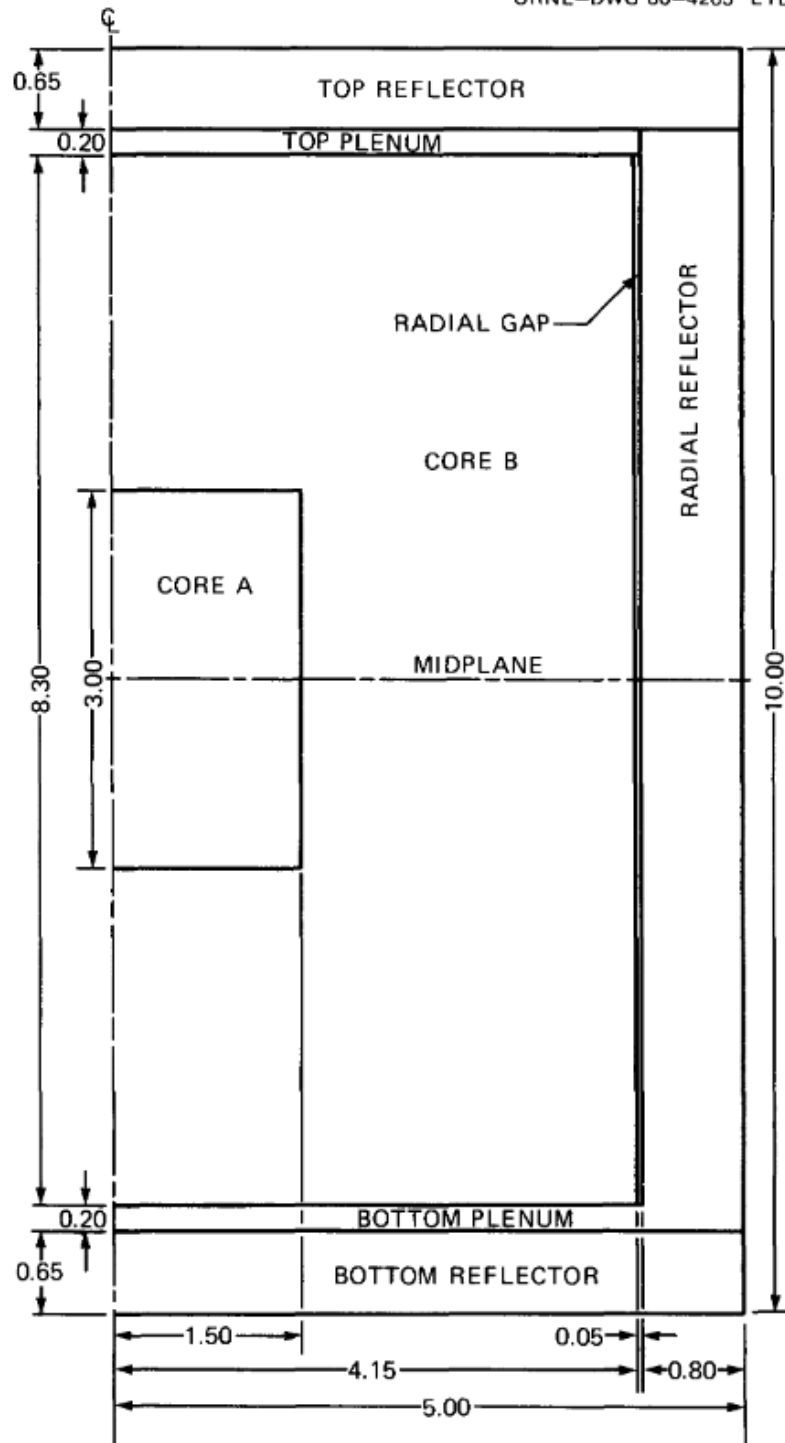 ℄
0.65
TOP REFLECTOR
0.20
TOP PLENUM
RADIAL GAP
RADIAL REFLECTOR
CORE B
CORE A
MIDPLANE
8.30
3.00
10.00
0.20
BOTTOM PLENUM
0.65
BOTTOM REFLECTOR
1.50
0.05
4.15
0.80
5.00